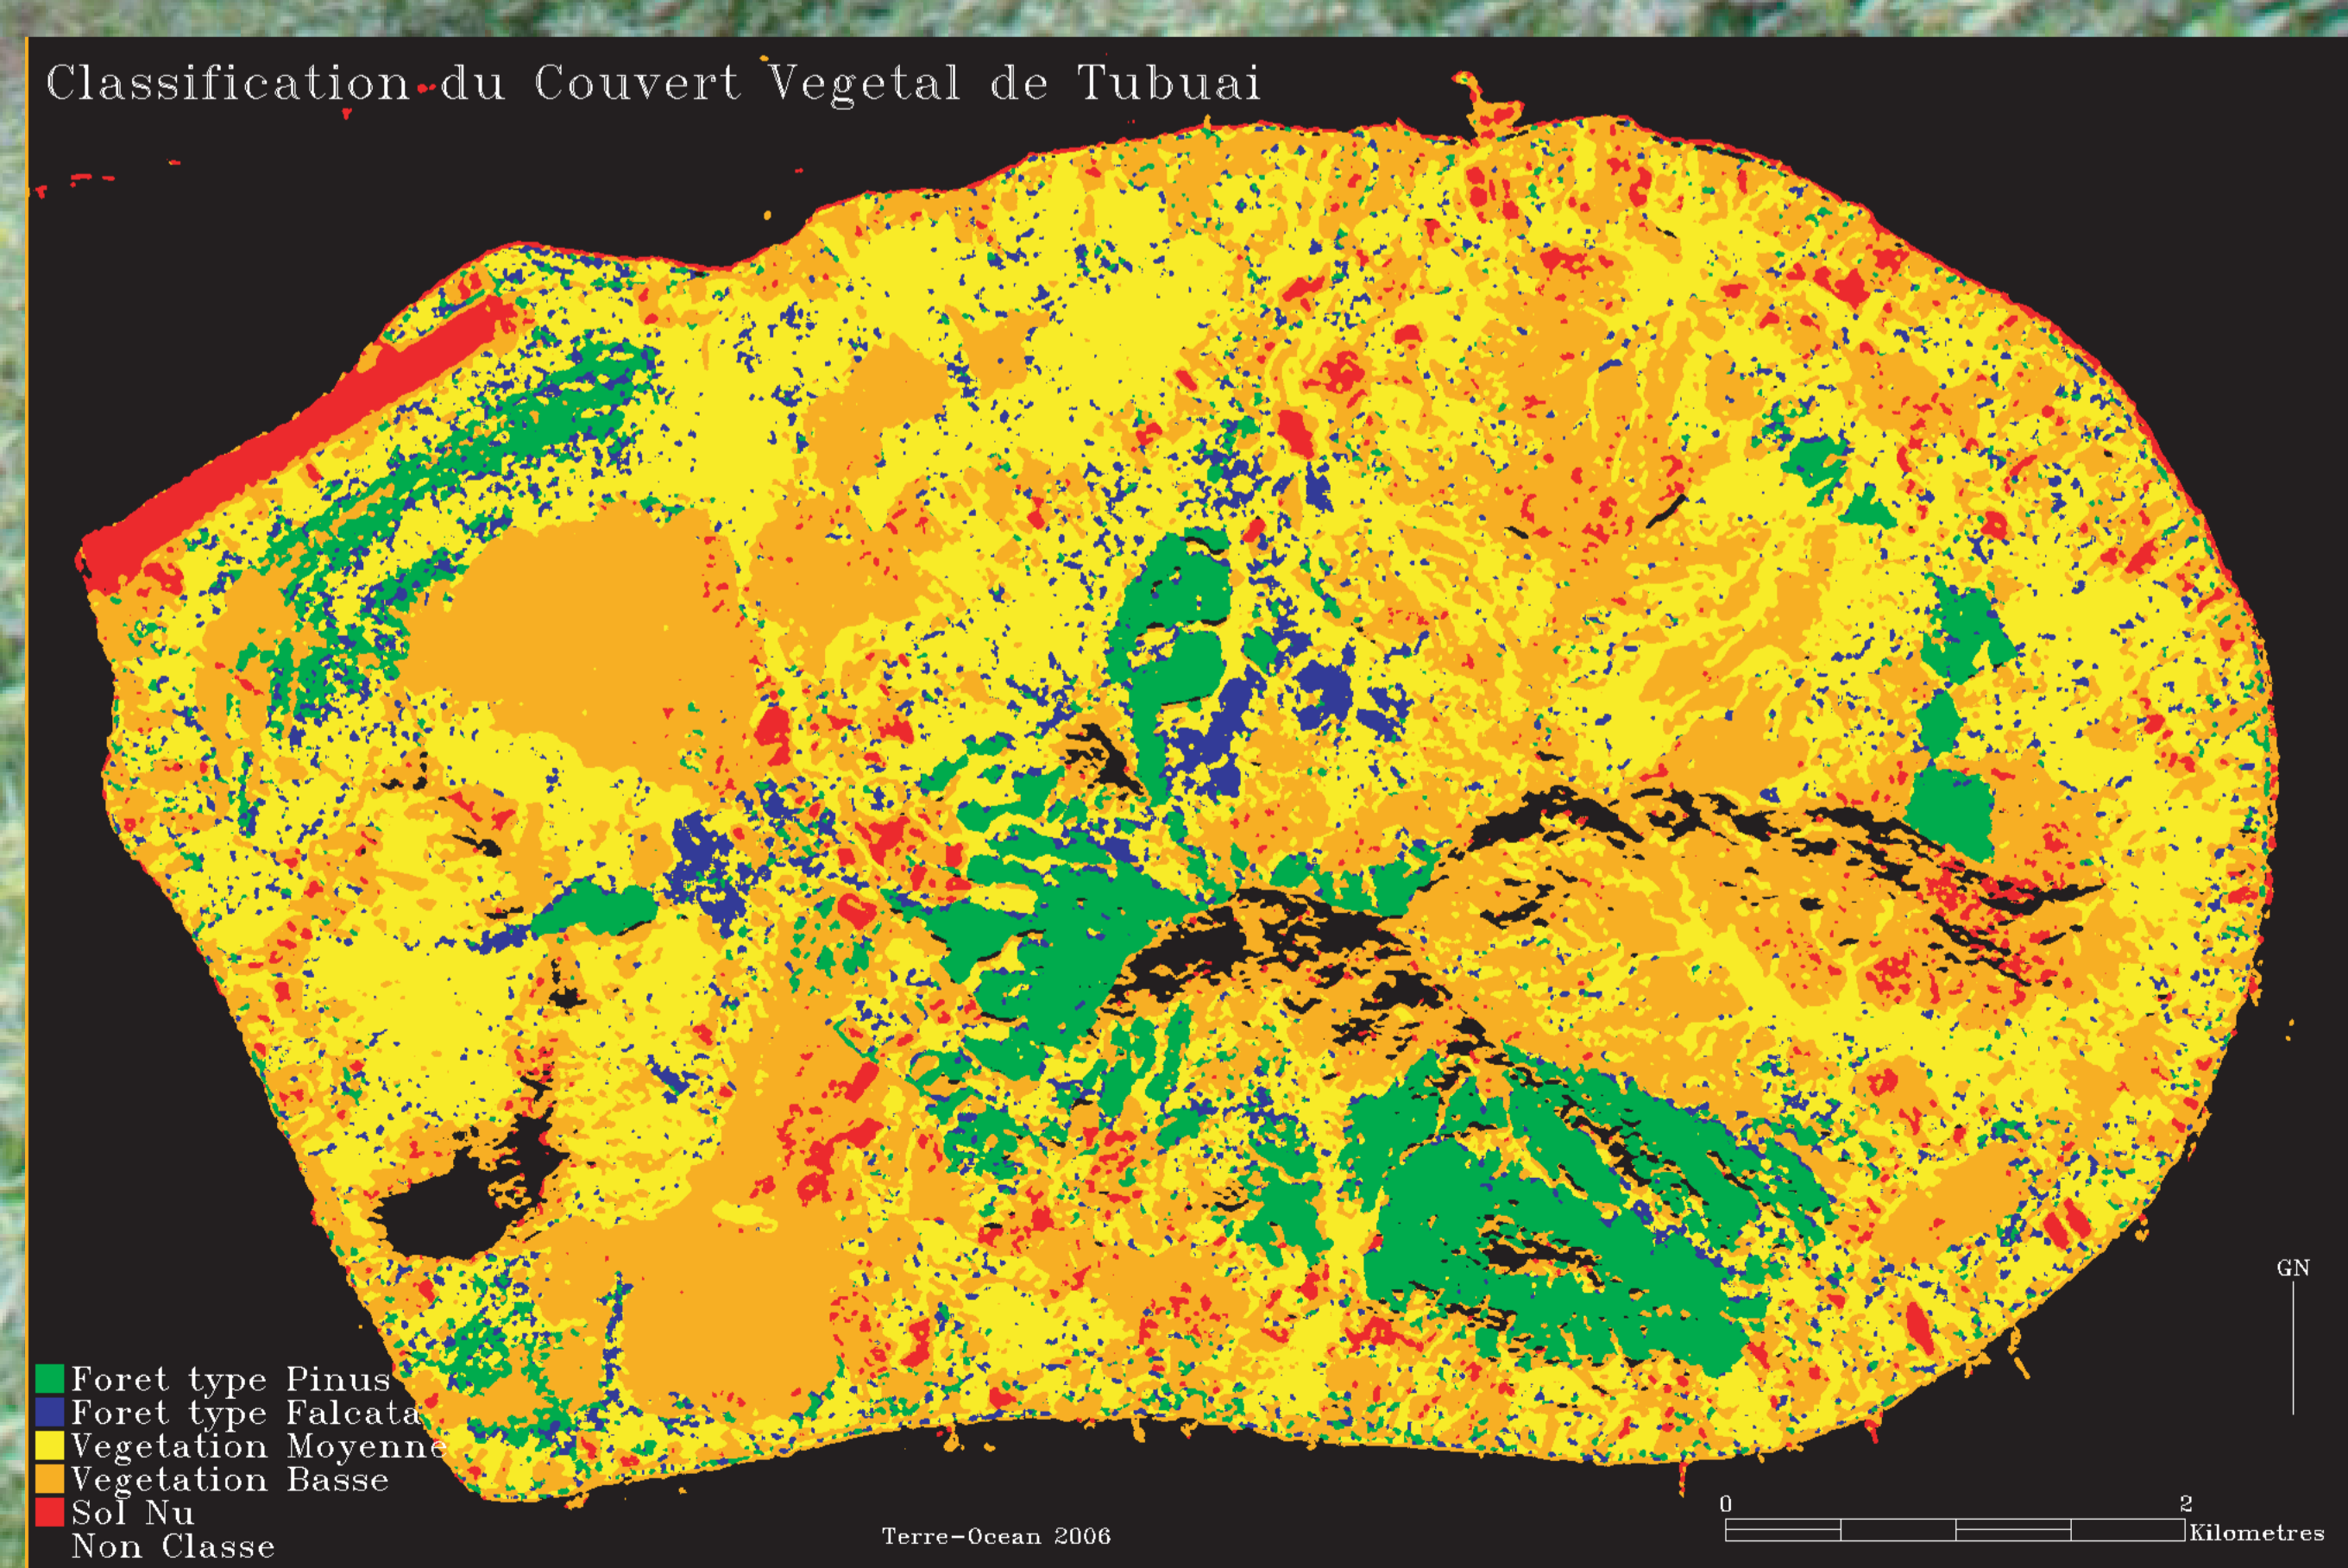 Classification du Couvert Vegetal de Tubuai
GN
Foret type Pinus
Foret type Falcata
Vegetation Moyenne
Vegetation Basse
Sol Nu
Non Classe
Terre-Ocean 2006
0 2
Kilometres